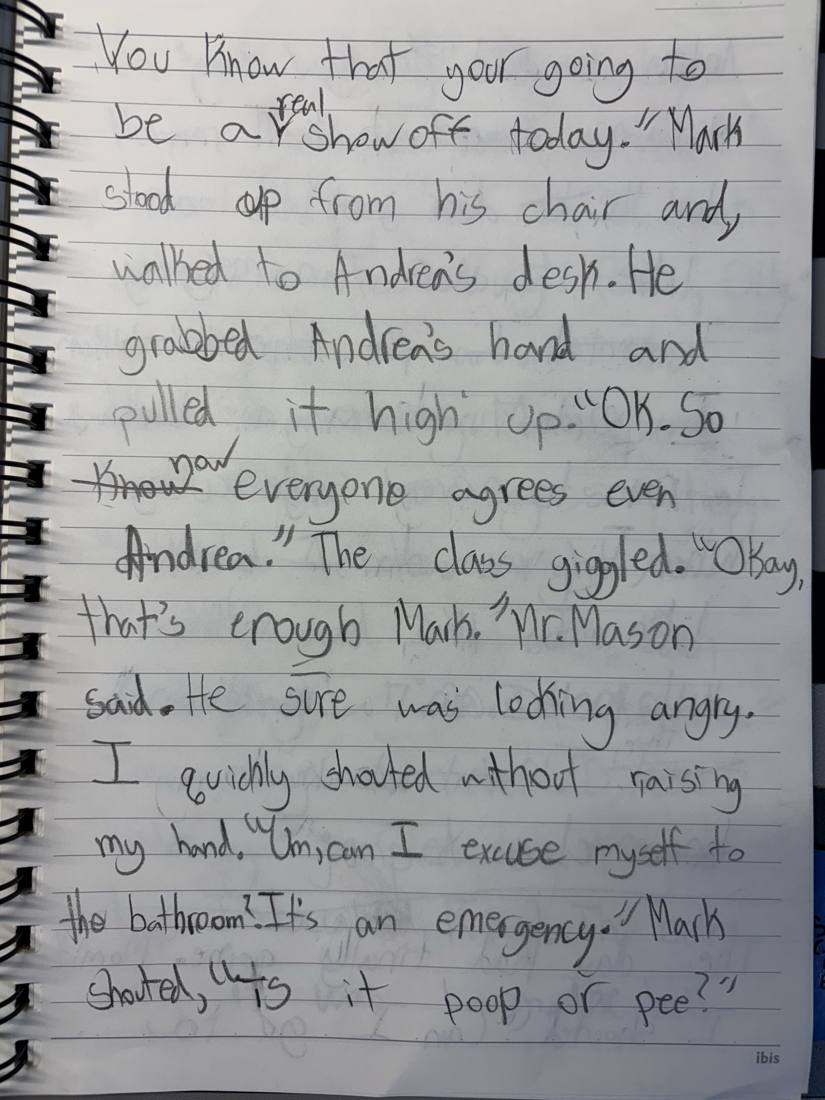 You know that your going to
be a real show off today." Mark
stood up from his chair and,
walked to Andrea's desk. He
grabbed Andrea's hand and
pulled it high up. "OK. So
know now everyone agrees even
Andrea." The class giggled. "Okay,
that's enough Mark." Mr. Mason
said. He sure was looking angry.
I quickly shouted without raising
my hand. "Um, can I excuse myself to
the bathroom? It's an emergency." Mark
shouted, "is it poop or pee?"
ibis